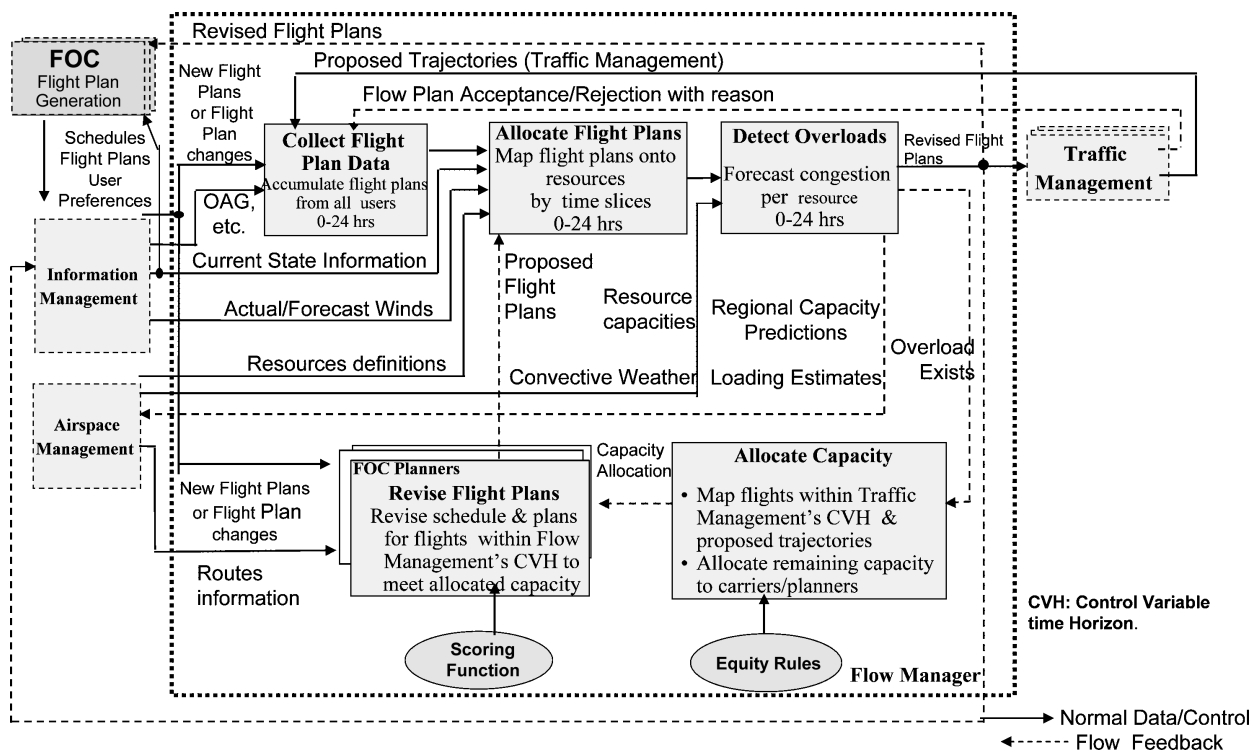 Revised Flight Plans
FOC
Flight Plan
Generation
New Flight
Plans
or Flight
Plan
changes
Proposed Trajectories (Traffic Management)
Flow Plan Acceptance/Rejection with reason
Schedules
Flight Plans
User
Preferences
Collect Flight
Plan Data
Accumulate flight plans
from all users
0-24 hrs
Allocate Flight Plans
Map flight plans onto
resources
by time slices
0-24 hrs
Detect Overloads
Forecast congestion
per resource
0-24 hrs
Revised Flight
Plans
Traffic
Management
OAG,
etc.
Information
Management
Current State Information
Actual/Forecast Winds
Resources definitions
Proposed
Flight
Plans
Resource
capacities
Regional Capacity
Predictions
Overload
Exists
Convective Weather
Loading Estimates
Airspace
Management
New Flight Plans
or Flight Plan
changes
Routes
information
FOC Planners
Revise Flight Plans
Revise schedule & plans
for flights within Flow
Management's CVH to
meet allocated capacity
Capacity
Allocation
Allocate Capacity
• Map flights within Traffic
Management's CVH &
proposed trajectories
• Allocate remaining capacity
to carriers/planners
Scoring
Function
Equity Rules
Flow Manager
CVH: Control Variable
time Horizon.
Normal Data/Control
Flow Feedback